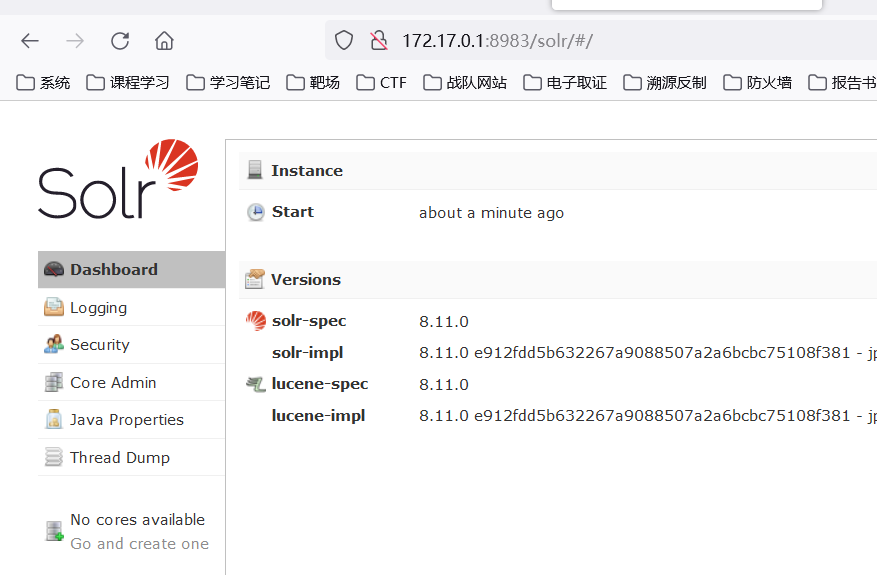 172.17.0.1:8983/solr/#/
系统 课程学习 学习笔记 靶场 CTF 战队网站 电子取证 溯源反制 防火墙 报告书
Solr
Instance
Start about a minute ago
Versions
solr-spec 8.11.0
solr-impl 8.11.0 e912fdd5b632267a9088507a2a6bcbc75108f381 - jp
lucene-spec 8.11.0
lucene-impl 8.11.0 e912fdd5b632267a9088507a2a6bcbc75108f381 - jp
Dashboard
Logging
Security
Core Admin
Java Properties
Thread Dump
No cores available
Go and create one